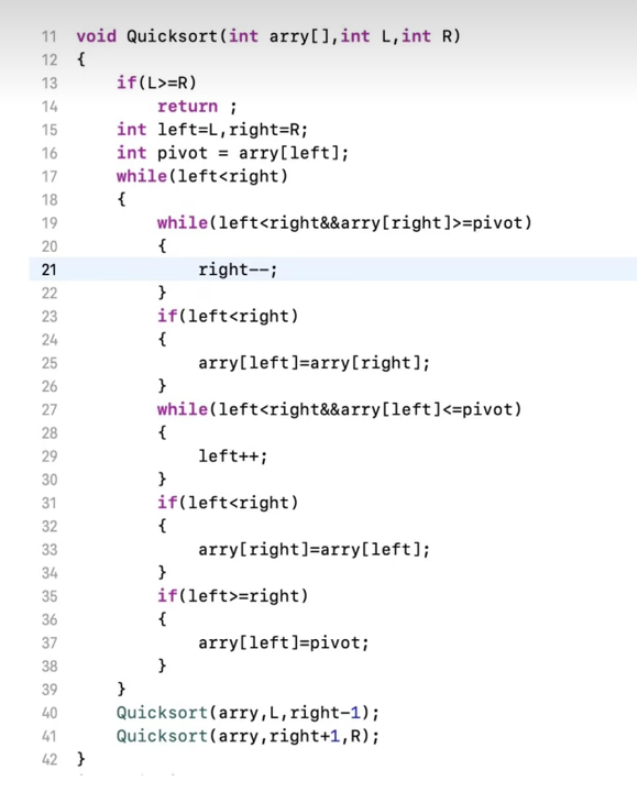 11 void Quicksort(int arry[],int L,int R)
12 {
13     if(L>=R)
14         return ;
15     int left=L,right=R;
16     int pivot = arry[left];
17     while(left<right)
18     {
19         while(left<right&&arry[right]>=pivot)
20         {
21             right--;
22         }
23         if(left<right)
24         {
25             arry[left]=arry[right];
26         }
27         while(left<right&&arry[left]<=pivot)
28         {
29             left++;
30         }
31         if(left<right)
32         {
33             arry[right]=arry[left];
34         }
35         if(left>=right)
36         {
37             arry[left]=pivot;
38         }
39     }
40     Quicksort(arry,L,right-1);
41     Quicksort(arry,right+1,R);
42 }